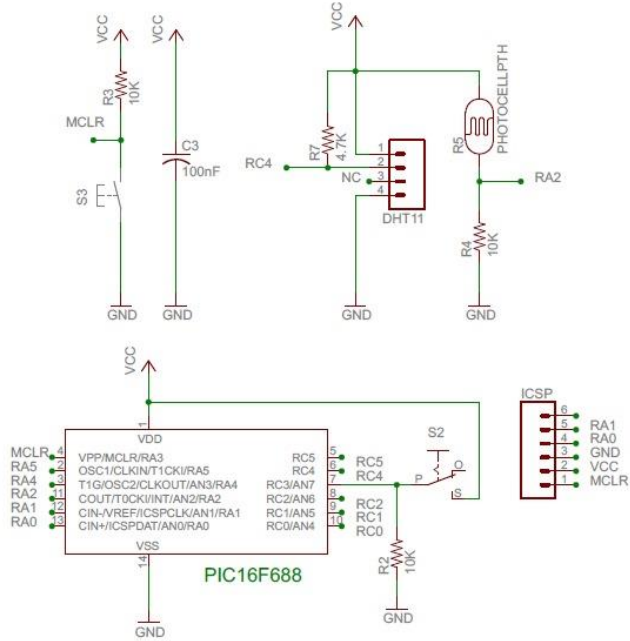 VCC
R3
10K
MCLR
S3
GND
VCC
C3
100nF
GND
VCC
R7
4.7K
RC4
NC
1
2
3
4
DHT11
GND
R5
PHOTOCELLPTH
RA2
R4
10K
GND
VCC
1
VDD
MCLR 4 VPP/MCLR/RA3
RA5 2 OSC1/CLKIN/T1CKI/RA5
RA4 3 T1G/OSC2/CLKOUT/AN3/RA4
RA2 11 COUT/T0CKI/INT/AN2/RA2
RA1 12 CIN-/VREF/ICSPCLK/AN1/RA1
RA0 13 CIN+/ICSPDAT/AN0/RA0
RC5 5 RC5
RC4 6 RC4
RC3/AN7 7
RC2/AN6 8 RC2
RC1/AN5 9 RC1
RC0/AN4 10 RC0
VSS
14
PIC16F688
GND
S2
P
O
S
R2
10K
GND
ICSP
6
5 RA1
4 RA0
3 GND
2 VCC
1 MCLR